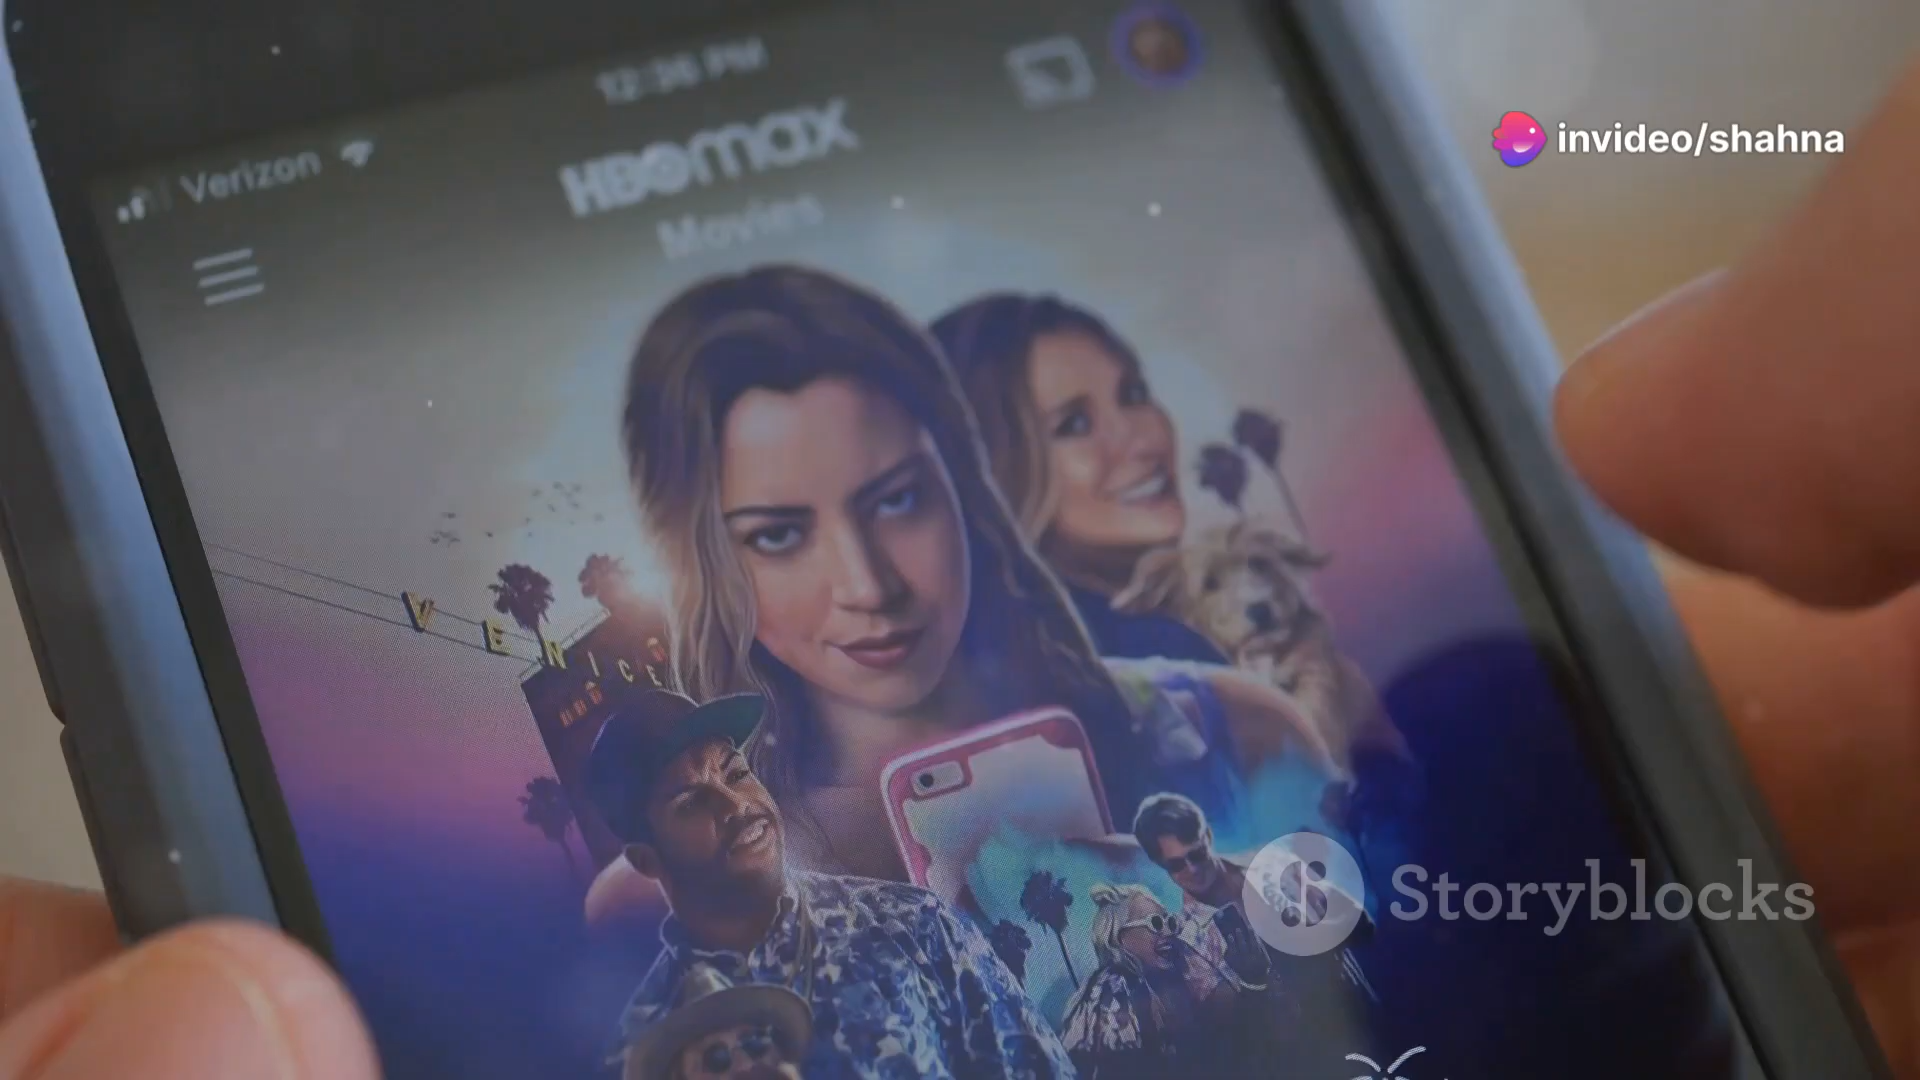 12:36 PM
Verizon
HBOmax
Movies
invideo/shahna
VENICE
Storyblocks